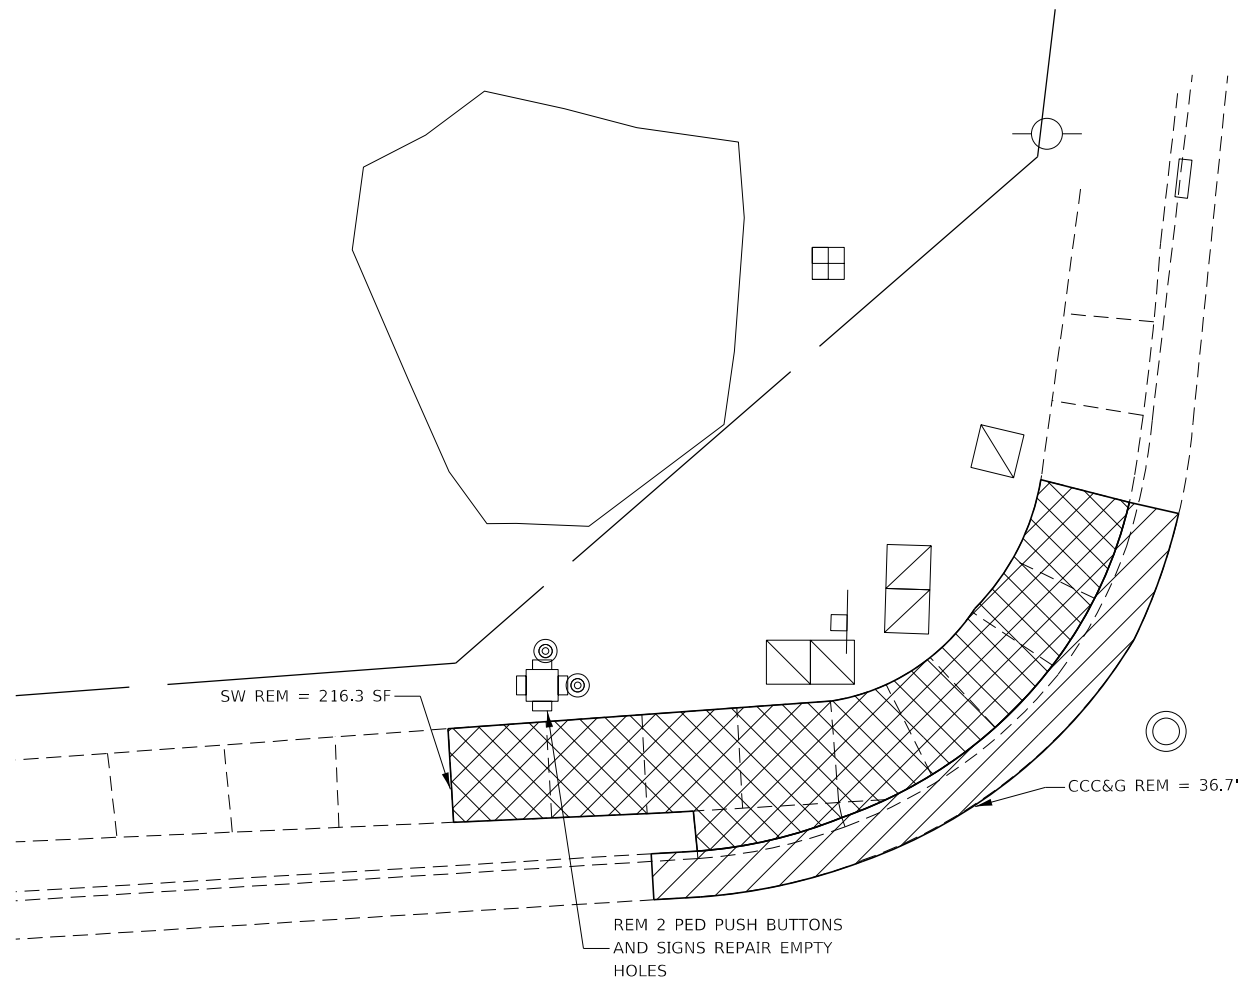 SW REM = 216.3 SF
CCC&G REM = 36.7'
REM 2 PED PUSH BUTTONS
AND SIGNS REPAIR EMPTY
HOLES